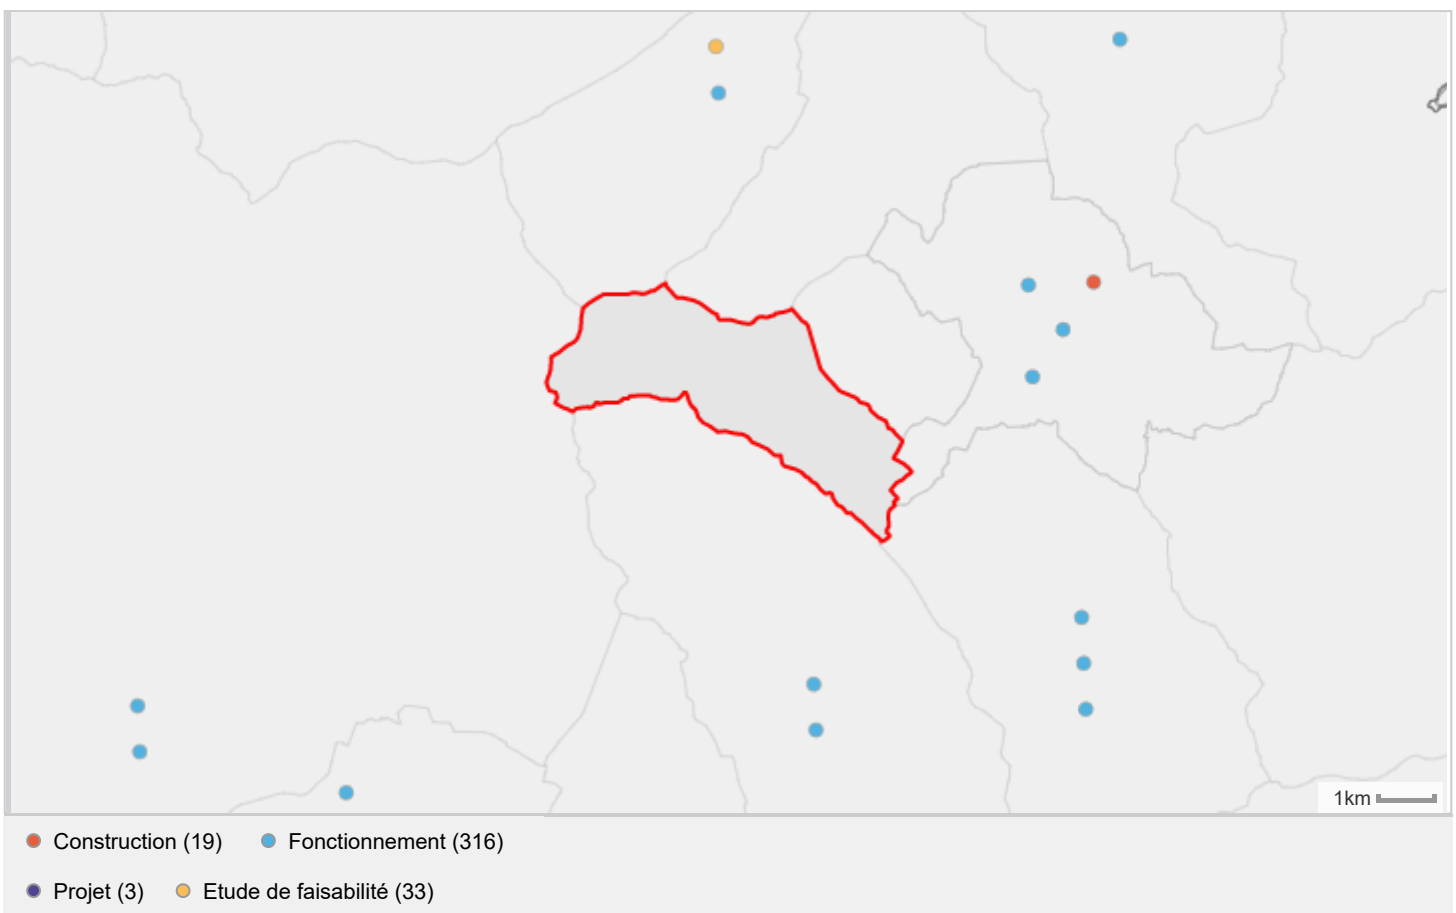 1km
Construction (19) Fonctionnement (316)
Projet (3) Etude de faisabilité (33)